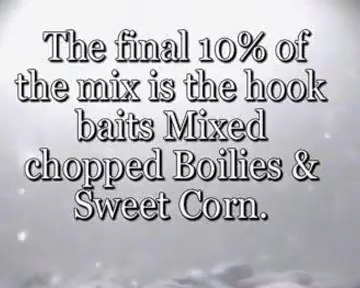 The final 10% of
the mix is the hook
baits Mixed
chopped Boilies &
Sweet Corn.